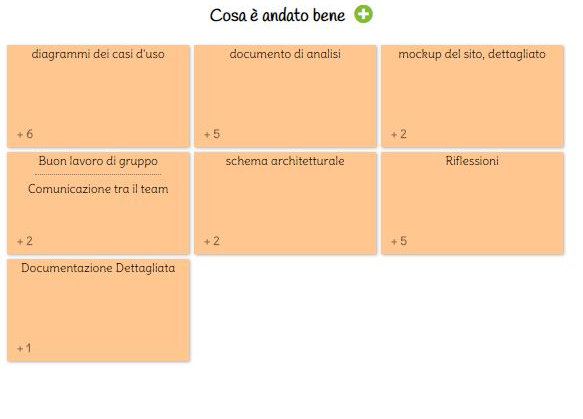 Cosa è andato bene
diagrammi dei casi d'uso
+ 6
documento di analisi
+ 5
mockup del sito, dettagliato
+ 2
Buon lavoro di gruppo
Comunicazione tra il team
+ 2
schema architetturale
+ 2
Riflessioni
+ 5
Documentazione Dettagliata
+ 1